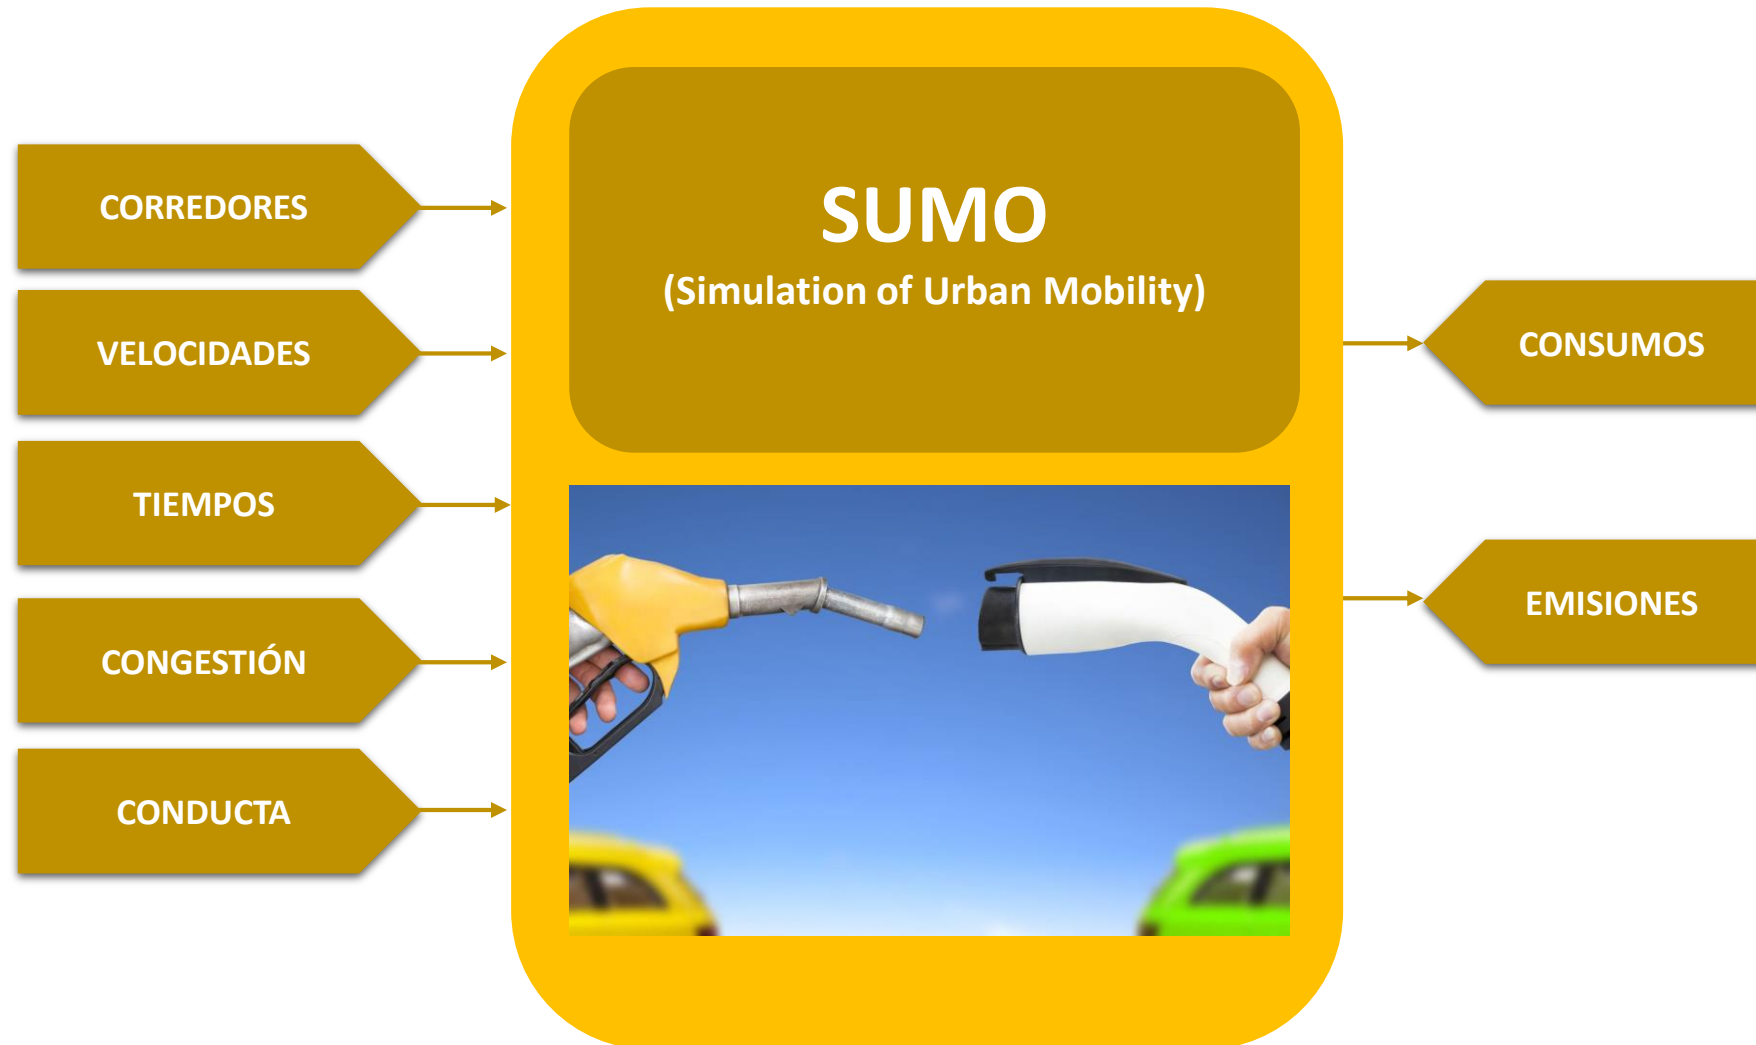 CORREDORES
VELOCIDADES
TIEMPOS
CONGESTIÓN
CONDUCTA
SUMO
(Simulation of Urban Mobility)
CONSUMOS
EMISIONES